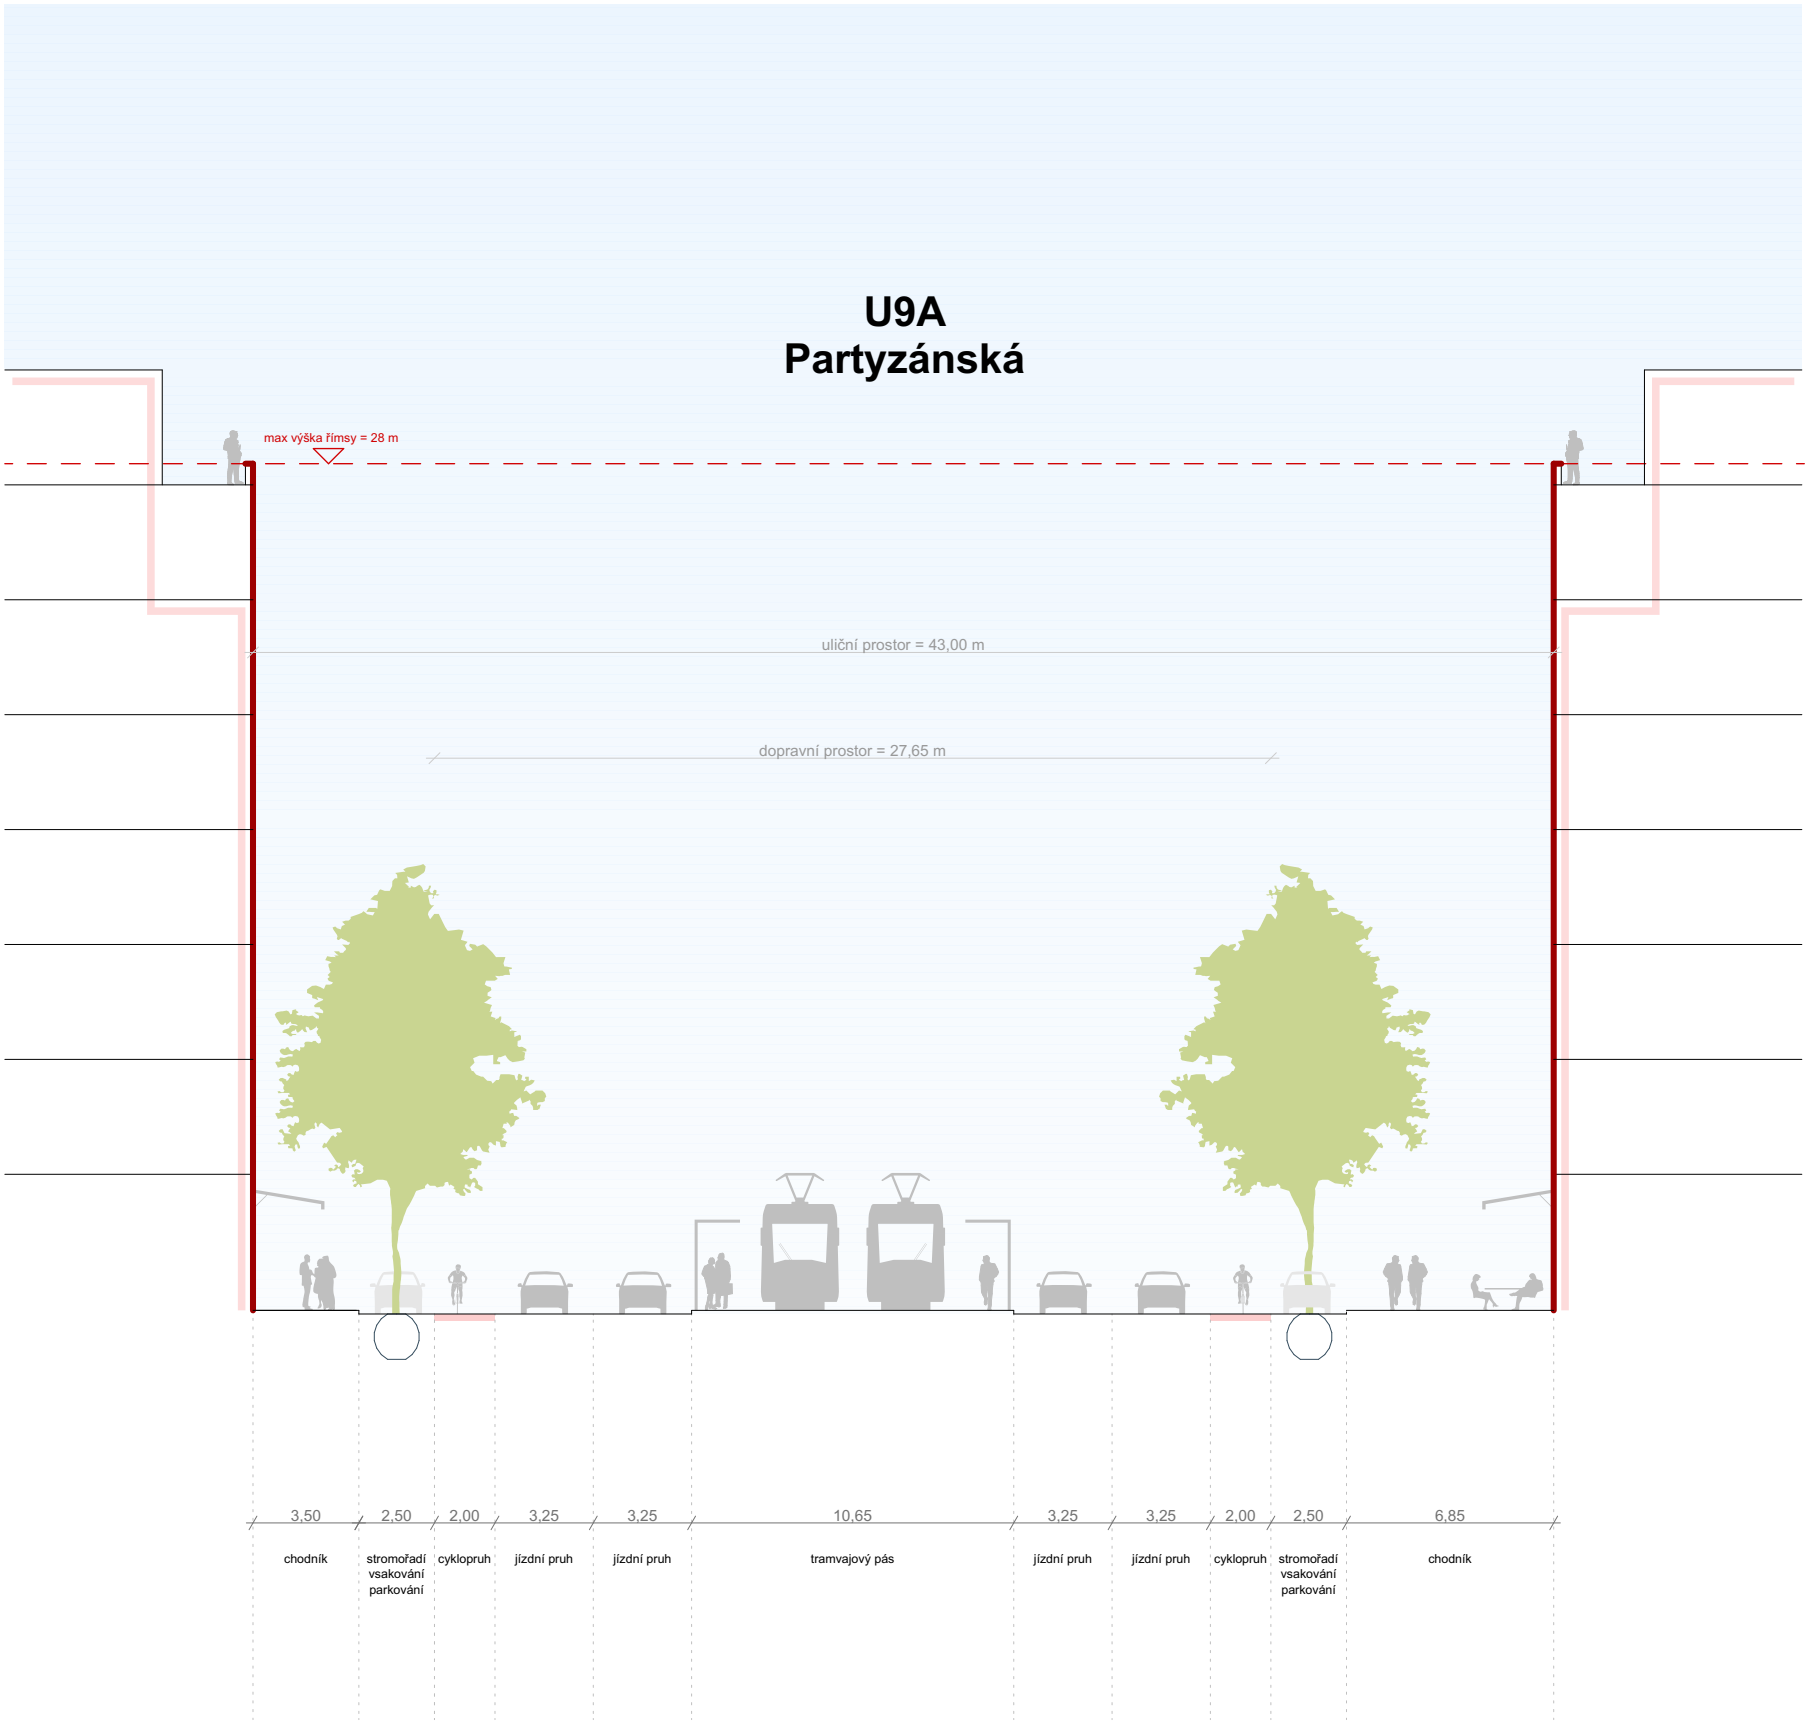 U9A
Partyzánská
max výška římsy = 28 m
uliční prostor = 43,00 m
dopravní prostor = 27,65 m
3,50 2,50 2,00 3,25 3,25 10,65 3,25 3,25 2,00 2,50 6,85
chodník stromořadí cyklopruh jízdní pruh jízdní pruh tramvajový pás jízdní pruh jízdní pruh cyklopruh stromořadí chodník
vsakování vsakování
parkování parkování